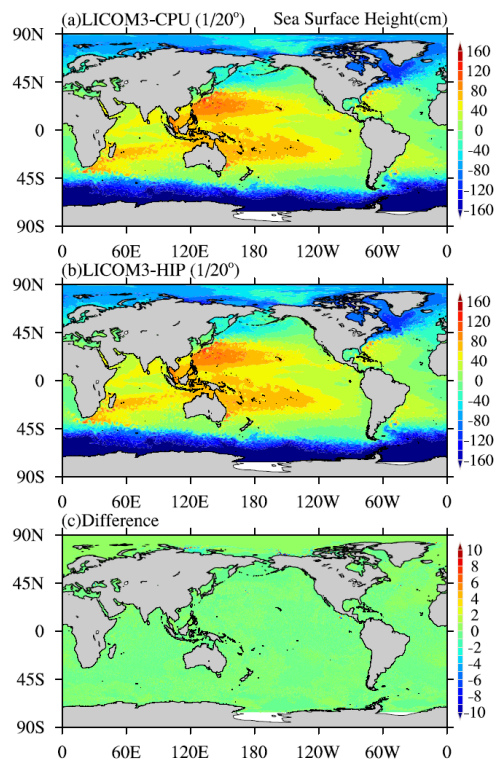 (a)LICOM3-CPU (1/20°) Sea Surface Height(cm)
90N
45N
0
45S
90S
0 60E 120E 180 120W 60W 0
160
120
80
40
0
-40
-80
-120
-160
(b)LICOM3-HIP (1/20°)
90N
45N
0
45S
90S
0 60E 120E 180 120W 60W 0
160
120
80
40
0
-40
-80
-120
-160
(c)Difference
90N
45N
0
45S
90S
0 60E 120E 180 120W 60W 0
10
8
6
4
2
0
-2
-4
-6
-8
-10